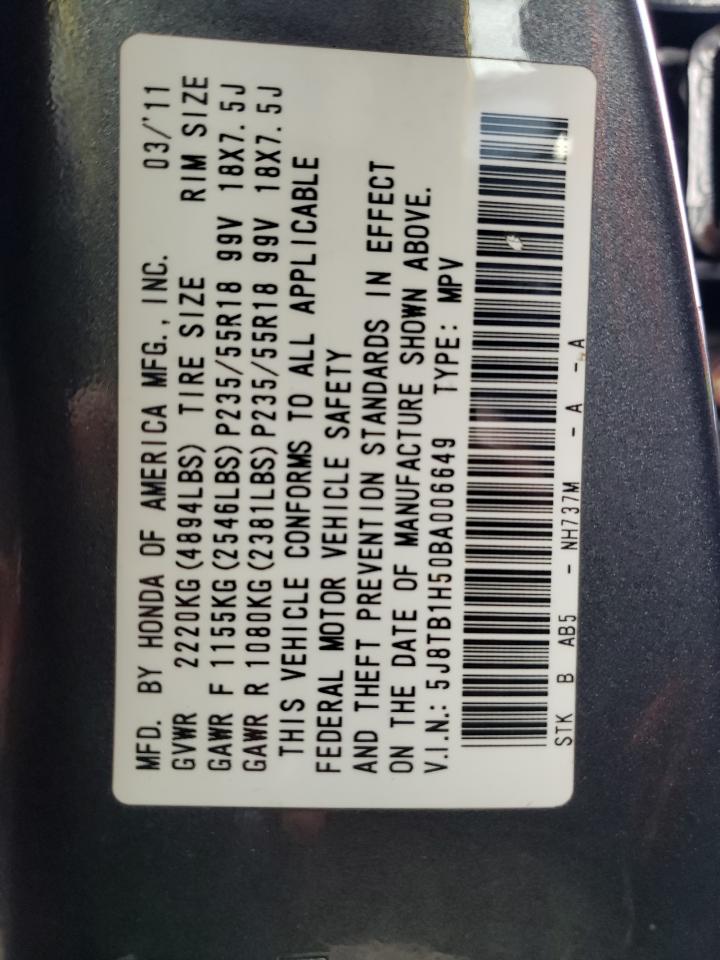 MFD. BY HONDA OF AMERICA MFG., INC. 03/'11
GVWR 2220KG(4894LBS) TIRE SIZE RIM SIZE
GAWR F 1155KG(2546LBS)P235/55R18 99V 18X7.5J
GAWR R 1080KG(2381LBS)P235/55R18 99V 18X7.5J
THIS VEHICLE CONFORMS TO ALL APPLICABLE
FEDERAL MOTOR VEHICLE SAFETY
AND THEFT PREVENTION STANDARDS IN EFFECT
ON THE DATE OF MANUFACTURE SHOWN ABOVE.
V.I.N.: 5J8TB1H50BA006649 TYPE: MPV
STK B AB5 - NH737M - A - A